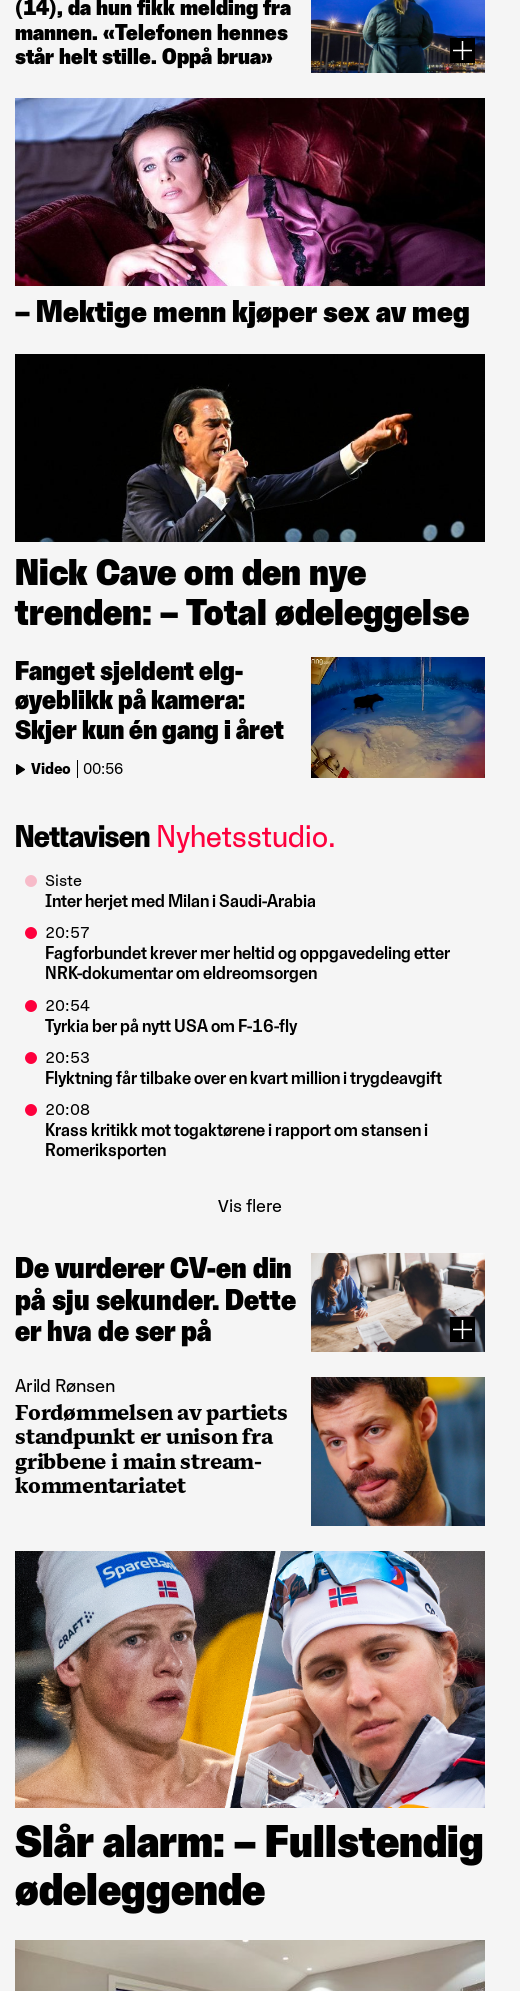 (14), da hun fikk melding fra
mannen. «Telefonen hennes
står helt stille. Oppå brua»
– Mektige menn kjøper sex av meg
Nick Cave om den nye
trenden: – Total ødeleggelse
Fanget sjeldent elg-
øyeblikk på kamera:
Skjer kun én gang i året
Video | 00:56
Nettavisen Nyhetsstudio.
Siste
Inter herjet med Milan i Saudi-Arabia
20:57
Fagforbundet krever mer heltid og oppgavedeling etter
NRK-dokumentar om eldreomsorgen
20:54
Tyrkia ber på nytt USA om F-16-fly
20:53
Flyktning får tilbake over en kvart million i trygdeavgift
20:08
Krass kritikk mot togaktørene i rapport om stansen i
Romeriksporten
Vis flere
De vurderer CV-en din
på sju sekunder. Dette
er hva de ser på
Arild Rønsen
Fordømmelsen av partiets
standpunkt er unison fra
gribbene i main stream-
kommentariatet
SpareBan
CRAFT
Slår alarm: – Fullstendig
ødeleggende